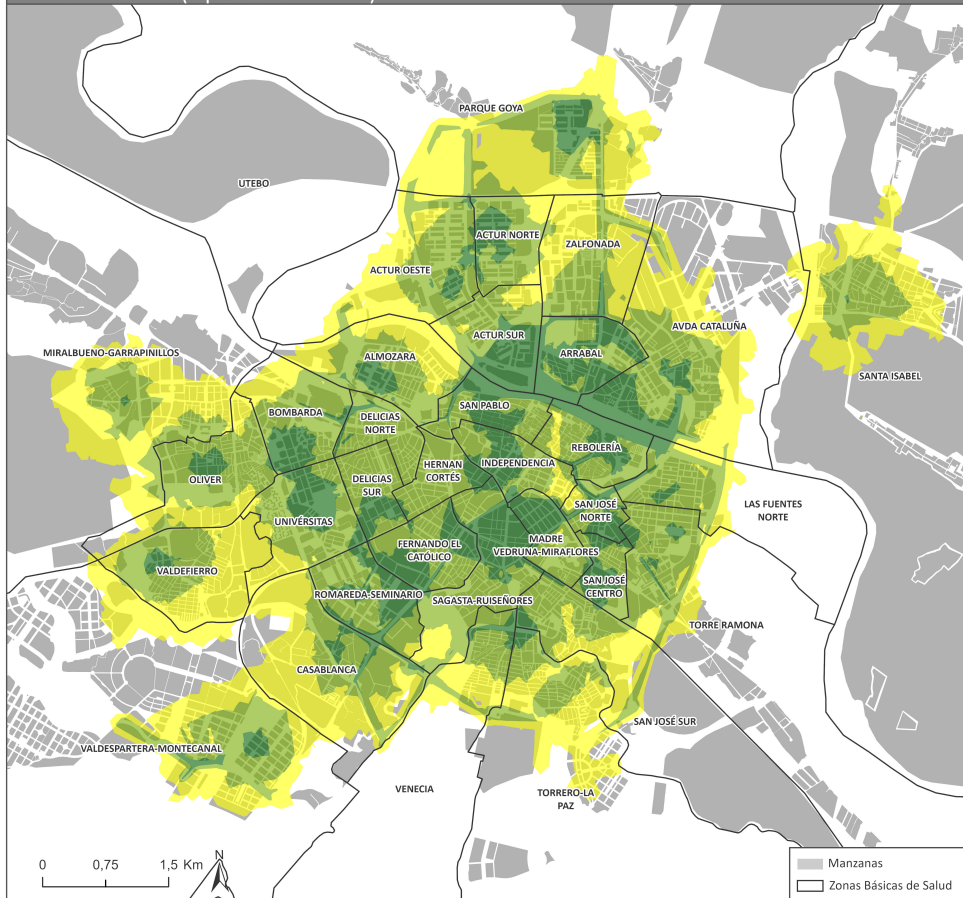 PARQUE GOYA
UTEBO
ACTUR NORTE
ZALFONADA
ACTUR OESTE
AVDA CATALUÑA
ACTUR SUR
MIRALBUENO-GARRAPINILLOS
ALMOZARA
ARRABAL
SANTA ISABEL
SAN PABLO
BOMBARDA
DELICIAS
NORTE
REBOLERÍA
HERNAN
CORTÉS
INDEPENDENCIA
OLIVER
DELICIAS
SUR
SAN JOSÉ
NORTE
LAS FUENTES
NORTE
UNIVÉRSITAS
FERNANDO EL
CATÓLICO
MADRE
VEDRUNA-MIRAFLORES
VALDEFIERRO
SAN JOSÉ
CENTRO
ROMAREDA-SEMINARIO
SAGASTA-RUISEÑORES
TORRE RAMONA
CASABLANCA
SAN JOSÉ SUR
VALDESPARTERA-MONTECANAL
VENECIA
TORRERO-LA
PAZ
0 0,75 1,5 Km
N
Manzanas
Zonas Básicas de Salud